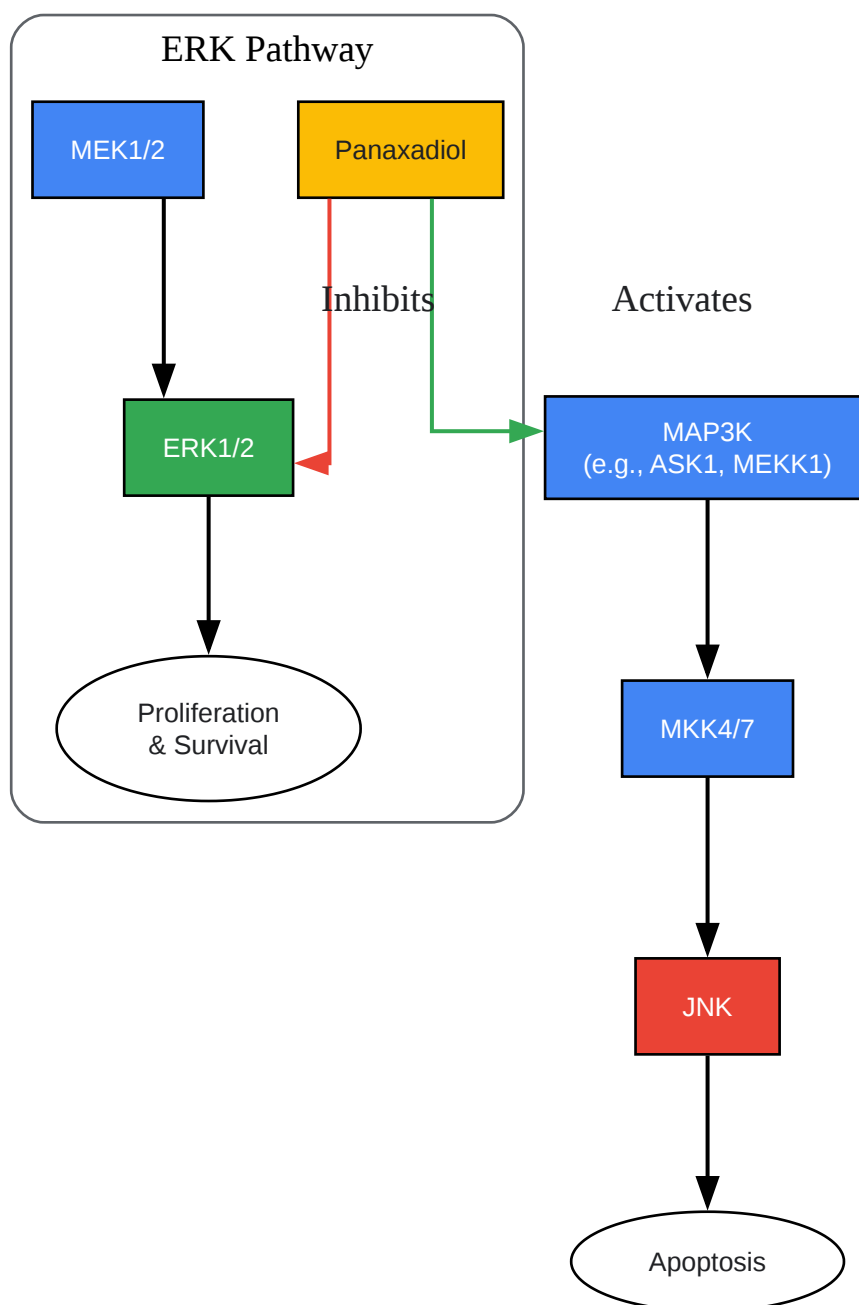 ERK Pathway
MEK1/2
Panaxadiol
Inhibits
Activates
ERK1/2
MAP3K
(e.g., ASK1, MEKK1)
Proliferation
& Survival
MKK4/7
JNK
Apoptosis